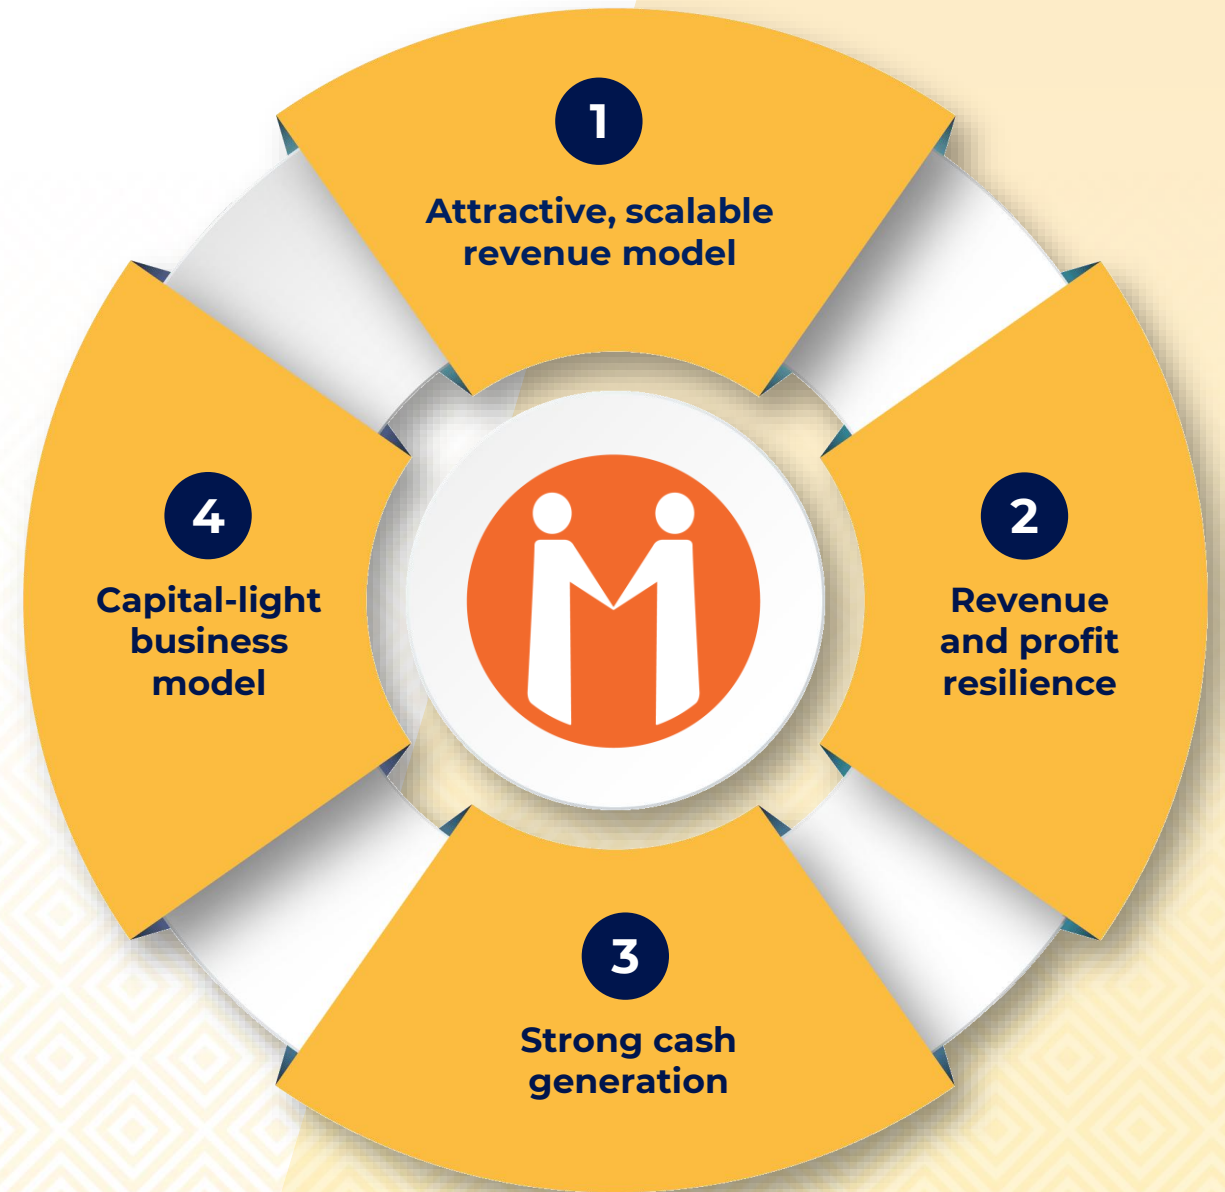 1
Attractive, scalable
revenue model
2
Revenue
and profit
resilience
3
Strong cash
generation
4
Capital-light
business
model